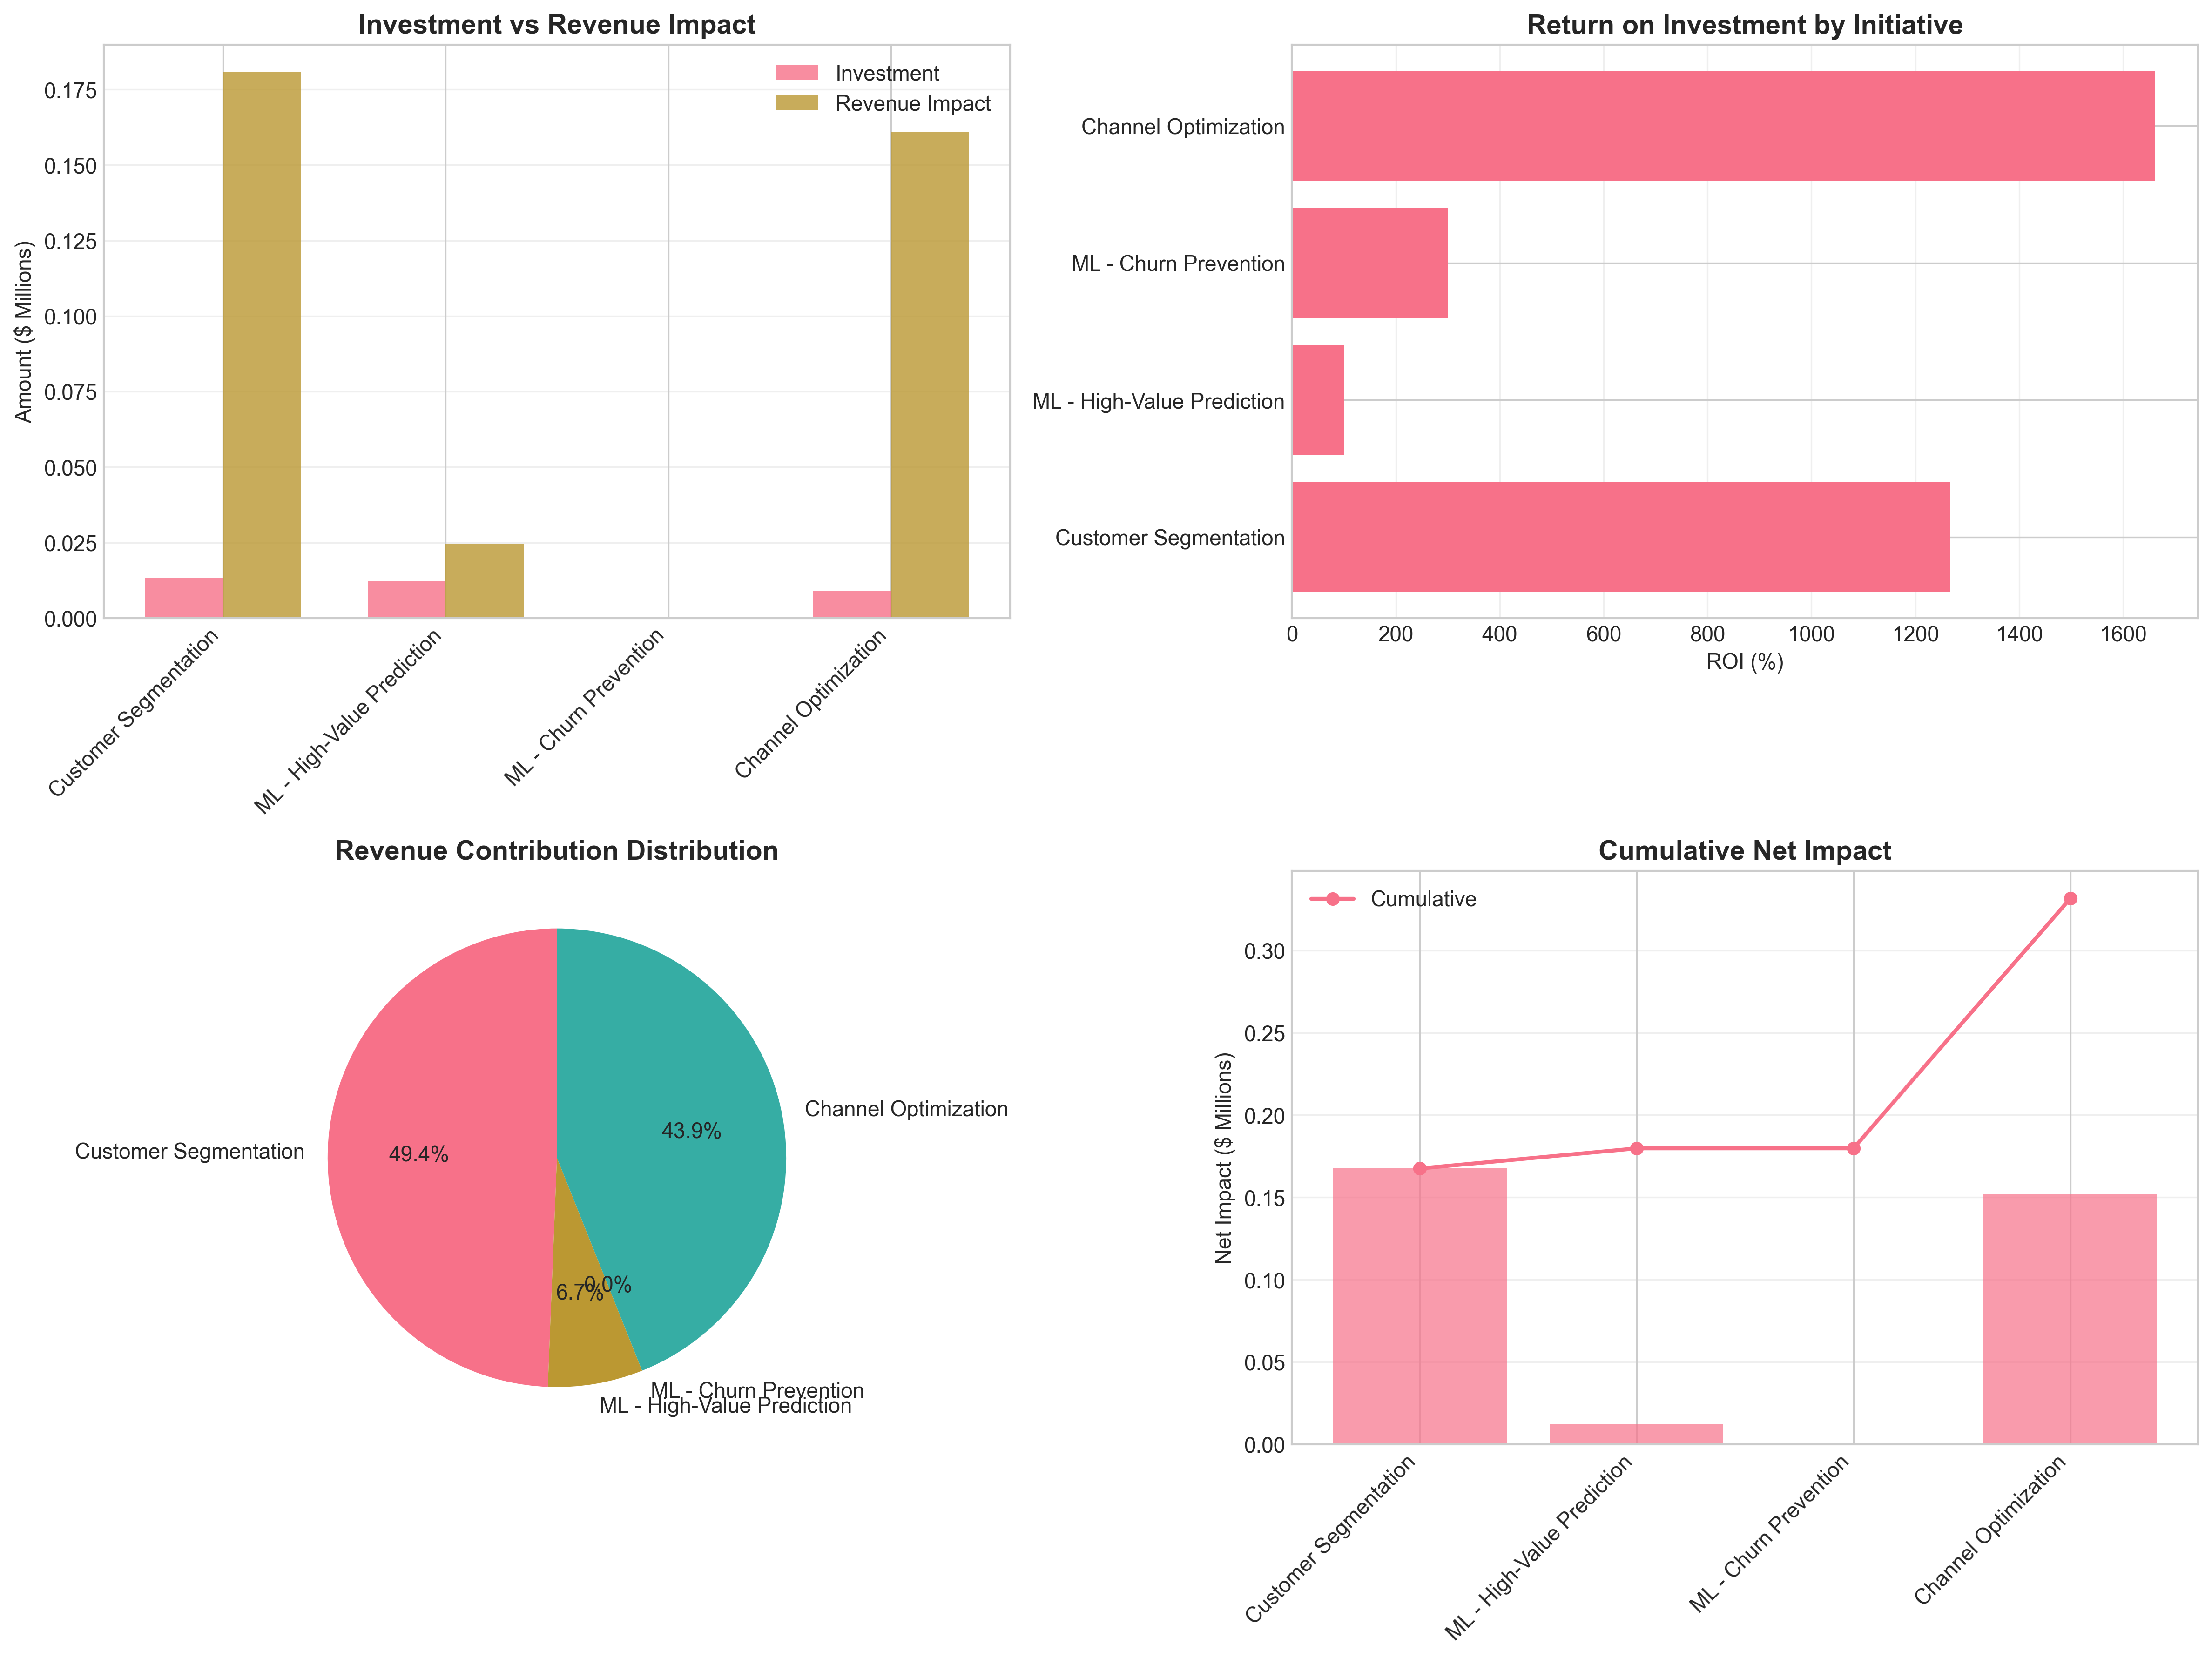 Investment vs Revenue Impact
Investment
Revenue Impact
Amount ($ Millions)
0.175
0.150
0.125
0.100
0.075
0.050
0.025
0.000
Customer Segmentation
ML - High-Value Prediction
ML - Churn Prevention
Channel Optimization
Return on Investment by Initiative
Channel Optimization
ML - Churn Prevention
ML - High-Value Prediction
Customer Segmentation
0 200 400 600 800 1000 1200 1400 1600
ROI (%)
Revenue Contribution Distribution
Channel Optimization
43.9%
Customer Segmentation
49.4%
0.0%
6.7%
ML - Churn Prevention
ML - High-Value Prediction
Cumulative Net Impact
Cumulative
Net Impact ($ Millions)
0.30
0.25
0.20
0.15
0.10
0.05
0.00
Customer Segmentation
ML - High-Value Prediction
ML - Churn Prevention
Channel Optimization